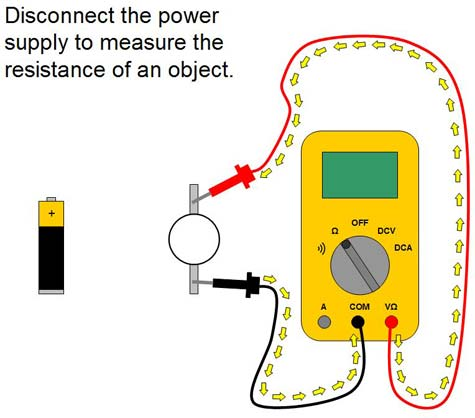 Disconnect the power
supply to measure the
resistance of an object.
+
OFF
Ω
DCV
DCA
A
COM
VΩ